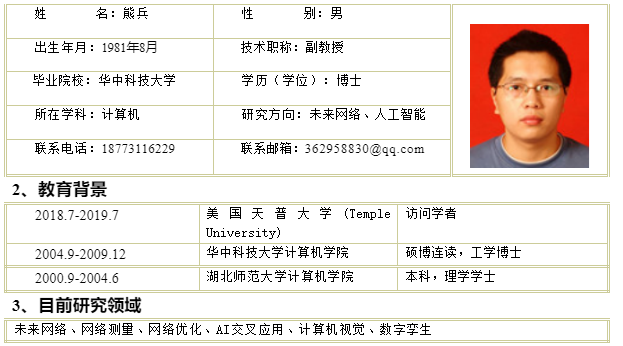 姓 名：熊兵 性 别：男
出生年月：1981年8月 技术职称：副教授
毕业院校：华中科技大学 学历（学位）：博士
所在学科：计算机 研究方向：未来网络、人工智能
联系电话：18773116229 联系邮箱：362958830@qq.com
2、教育背景
2018.7-2019.7 美国天普大学(Temple 访问学者
University)
2004.9-2009.12 华中科技大学计算机学院 硕博连读，工学博士
2000.9-2004.6 湖北师范大学计算机学院 本科，理学学士
3、目前研究领域
未来网络、网络测量、网络优化、AI交叉应用、计算机视觉、数字孪生